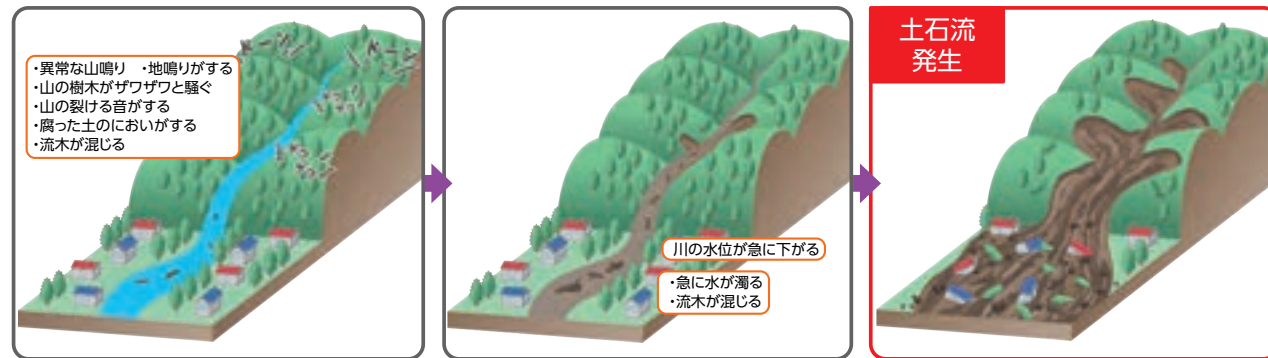 ・異常な山鳴り ・地鳴りがする
・山の樹木がザワザワと騒ぐ
・山の裂ける音がする
・腐った土のにおいがする
・流木が混じる
川の水位が急に下がる
・急に水が濁る
・流木が混じる
土石流
発生